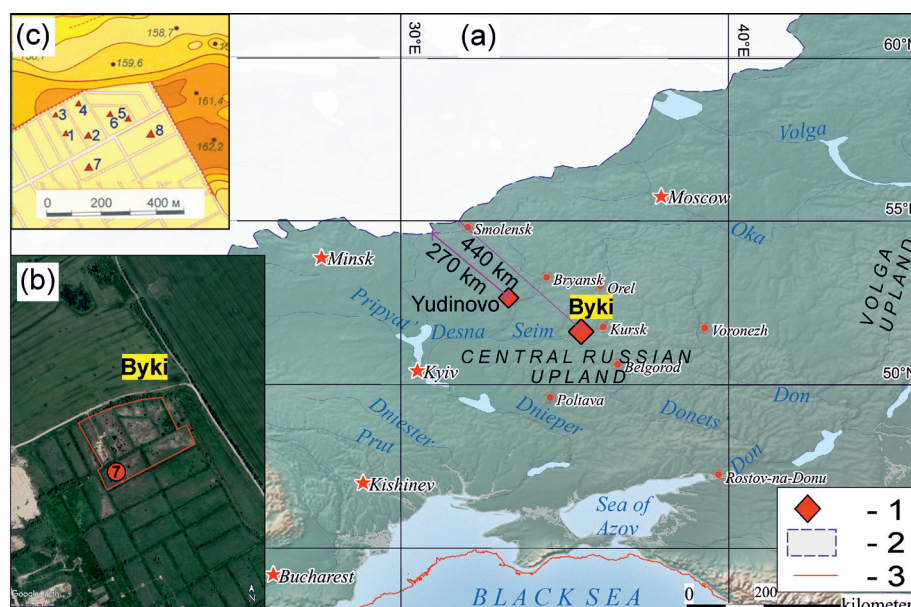 (c)
158,7
159,6
161,4
162,2
3
4
5
6
1
2
8
7
0 200 400 м
(b)
Byki
7
Google Earth
N
(a)
30°E
40°E
60°N
55°N
50°N
Volga
Moscow
Smolensk
Oka
Minsk
440 km
270 km
Bryansk
Orel
Yudinovo
Byki
VOLGA
UPLAND
Pripyat'
Desna
Seim
Kursk
Voronezh
CENTRAL RUSSIAN
UPLAND
Kyiv
Belgorod
Poltava
Don
Dniester
Dnieper
Donets'
Prut
Don
Kishinev
Rostov-na-Donu
Sea of
Azov
Bucharest
BLACK SEA
- 1
- 2
- 3
0 200
kilometer